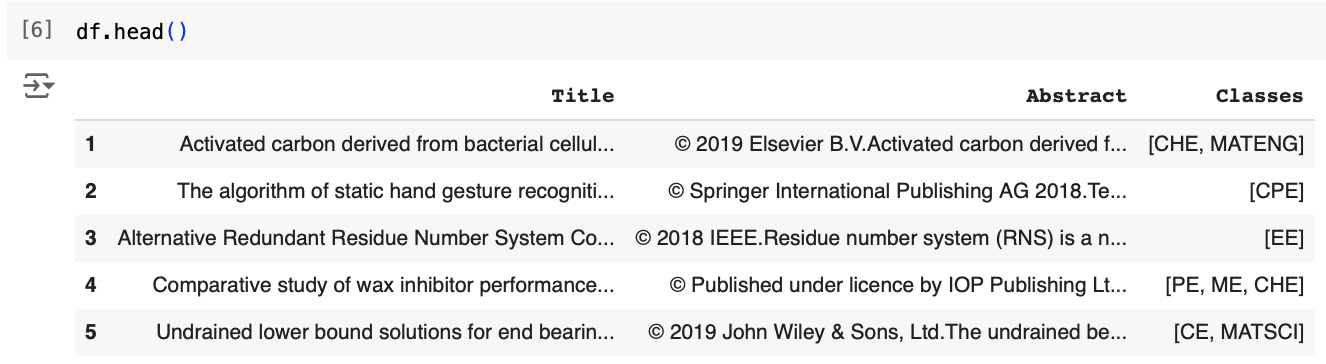 [6] df.head()
Title Abstract Classes
1 Activated carbon derived from bacterial cellul... © 2019 Elsevier B.V.Activated carbon derived f... [CHE, MATENG]
2 The algorithm of static hand gesture recogniti... © Springer International Publishing AG 2018.Te... [CPE]
3 Alternative Redundant Residue Number System Co... © 2018 IEEE.Residue number system (RNS) is a n... [EE]
4 Comparative study of wax inhibitor performance... © Published under licence by IOP Publishing Lt... [PE, ME, CHE]
5 Undrained lower bound solutions for end bearin... © 2019 John Wiley & Sons, Ltd.The undrained be... [CE, MATSCI]